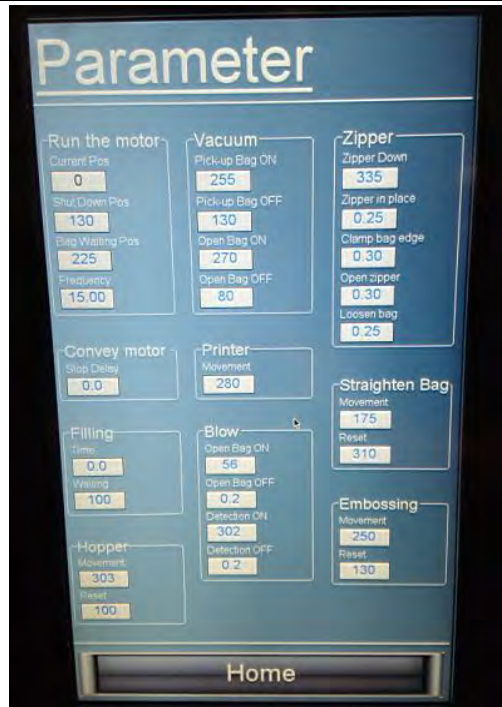 Parameter
Run the motor
Current Pos
0
Shut Down Pos
130
Bag Waiting Pos
225
Frequency
15.00
Vacuum
Pick-up Bag ON
255
Pick-up Bag OFF
130
Open Bag ON
270
Open Bag OFF
80
Zipper
Zipper Down
335
Zipper in place
0.25
Clamp bag edge
0.30
Open zipper
0.30
Loosen bag
0.25
Convey motor
Stop Delay
0.0
Printer
Movement
280
Straighten Bag
Movement
175
Reset
310
Filling
Time
0.0
Waiting
100
Blow
Open Bag ON
56
Open Bag OFF
0.2
Detection ON
302
Detection OFF
0.2
Embossing
Movement
250
Reset
130
Hopper
Movement
303
Reset
100
Home